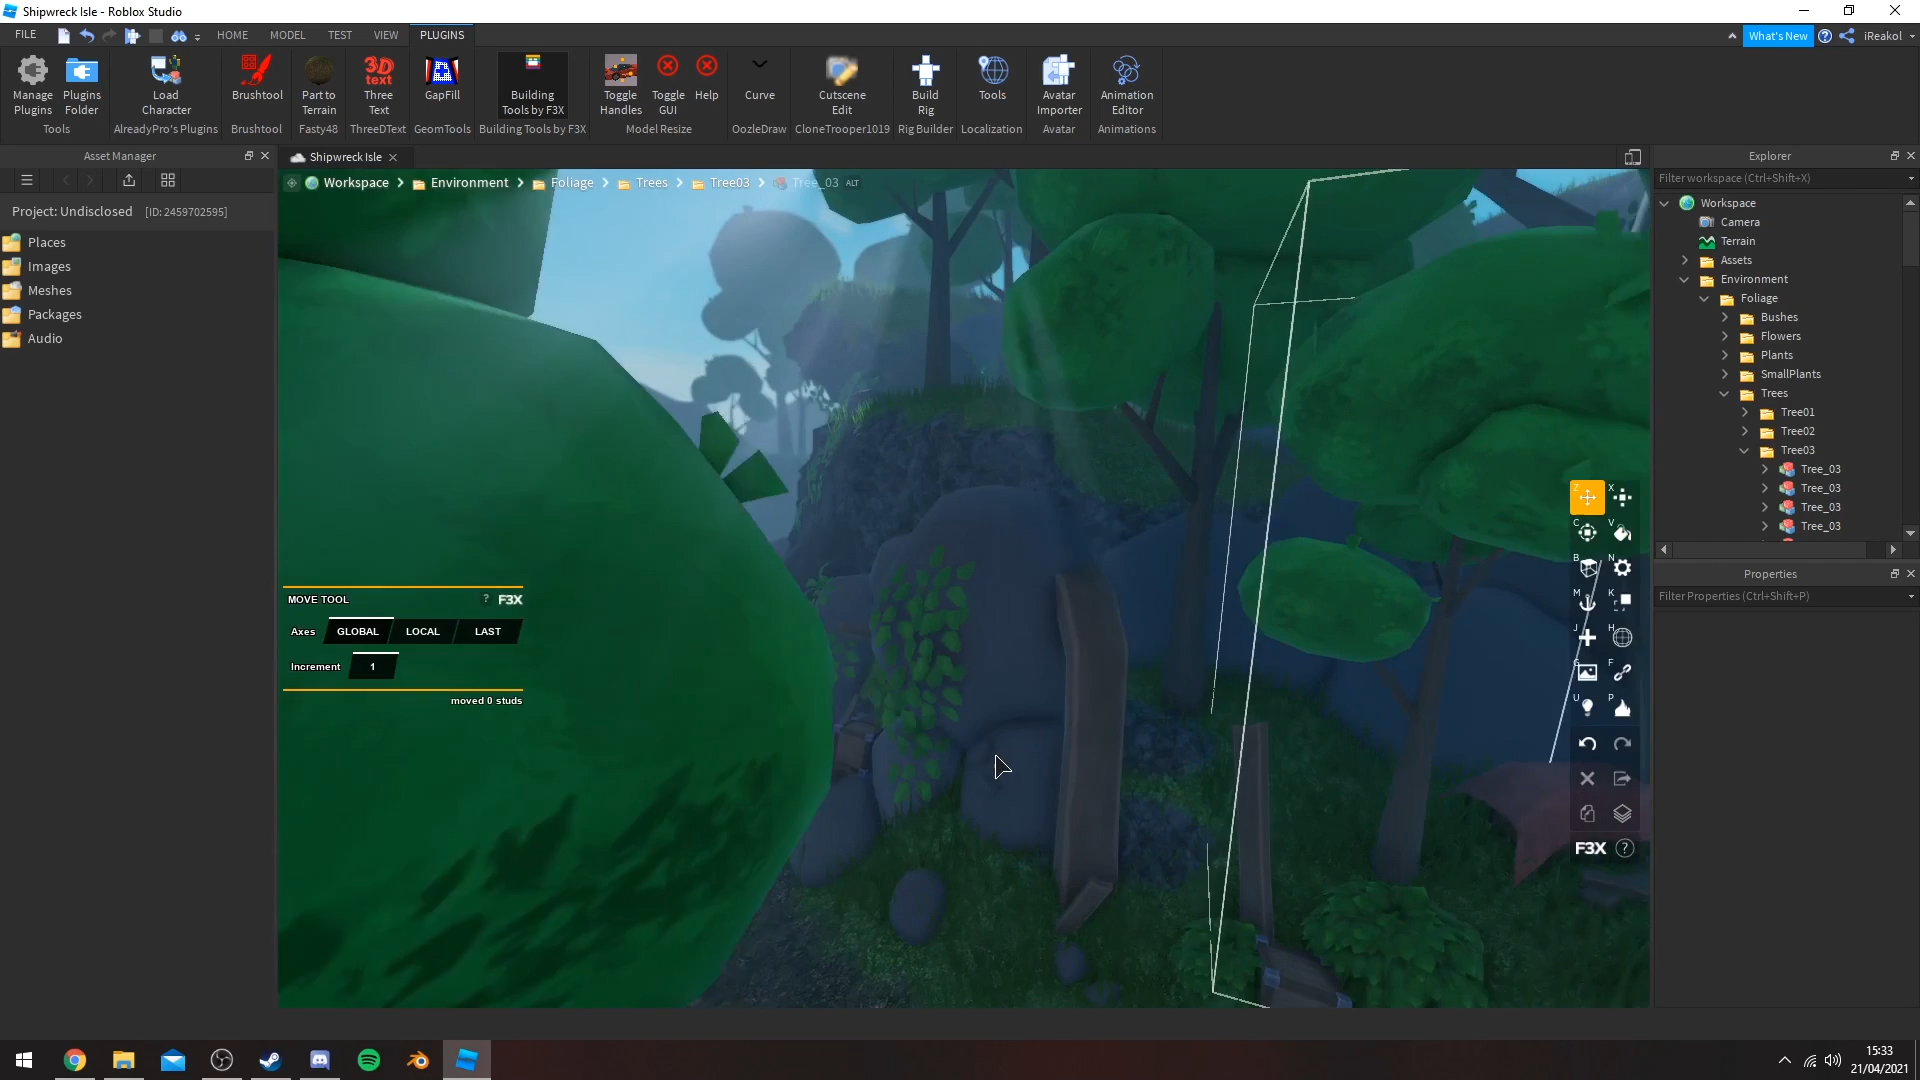 Shipwreck Isle - Roblox Studio
FILE HOME MODEL TEST VIEW PLUGINS What's New iReakol
Manage Plugins
Plugins Folder
Load Character
Brushtool
Part to Terrain
3D text
Three Text
GapFill
Building Tools by F3X
Toggle Handles
Toggle GUI
Help
Curve
Cutscene Edit
Build Rig
Tools
Avatar Importer
Animation Editor
Tools AlreadyPro's Plugins Brushtool Fasty48 ThreeDText GeomTools Building Tools by F3X Model Resize OozleDraw CloneTrooper1019 Rig Builder Localization Avatar Animations
Asset Manager
Shipwreck Isle
Explorer
Workspace Environment Foliage Trees Tree03 Tree_03 ALT
Project: Undisclosed [ID: 2459702595]
Places
Images
Meshes
Packages
Audio
MOVE TOOL ? F3X
Axes GLOBAL LOCAL LAST
Increment 1
moved 0 studs
Z X
C V
B N
M K
J H
G F
U P
F3X ?
Filter workspace (Ctrl+Shift+X)
Workspace
Camera
Terrain
Assets
Environment
Foliage
Bushes
Flowers
Plants
SmallPlants
Trees
Tree01
Tree02
Tree03
Tree_03
Tree_03
Tree_03
Tree_03
Properties
Filter Properties (Ctrl+Shift+P)
15:33
21/04/2021